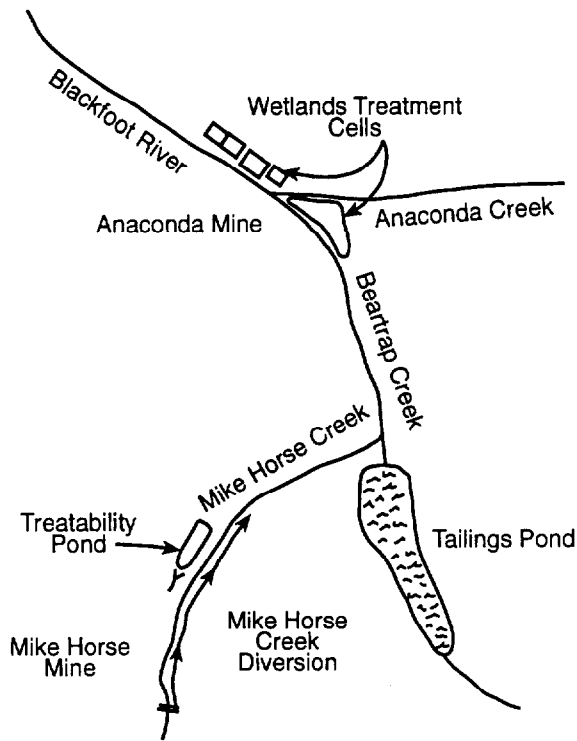 Blackfoot River
Wetlands Treatment
Cells
Anaconda Mine
Anaconda Creek
Beartrap Creek
Mike Horse Creek
Treatability
Pond
Tailings Pond
Mike Horse
Mine
Mike Horse
Creek
Diversion